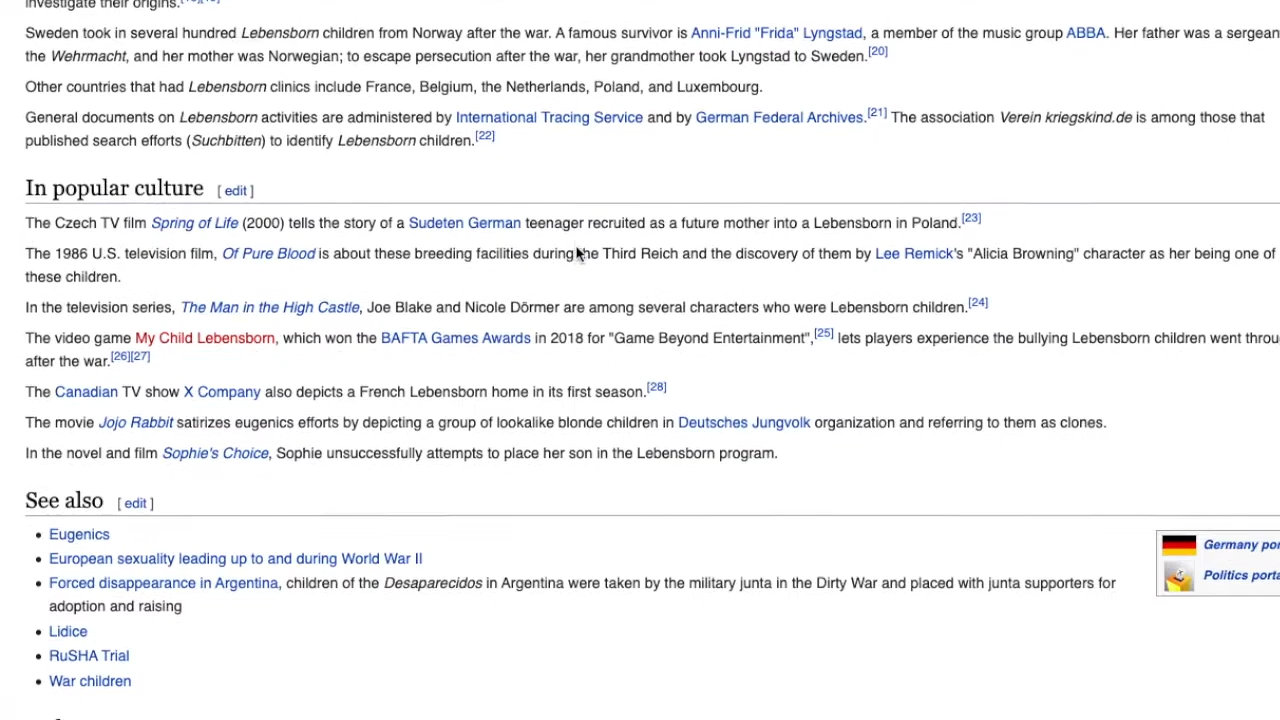 investigate their origins.
Sweden took in several hundred Lebensborn children from Norway after the war. A famous survivor is Anni-Frid "Frida" Lyngstad, a member of the music group ABBA. Her father was a sergean
the Wehrmacht, and her mother was Norwegian; to escape persecution after the war, her grandmother took Lyngstad to Sweden.[20]
Other countries that had Lebensborn clinics include France, Belgium, the Netherlands, Poland, and Luxembourg.
General documents on Lebensborn activities are administered by International Tracing Service and by German Federal Archives.[21] The association Verein kriegskind.de is among those that
published search efforts (Suchbitten) to identify Lebensborn children.[22]
In popular culture [ edit ]
The Czech TV film Spring of Life (2000) tells the story of a Sudeten German teenager recruited as a future mother into a Lebensborn in Poland.[23]
The 1986 U.S. television film, Of Pure Blood is about these breeding facilities during the Third Reich and the discovery of them by Lee Remick's "Alicia Browning" character as her being one of
these children.
In the television series, The Man in the High Castle, Joe Blake and Nicole Dörmer are among several characters who were Lebensborn children.[24]
The video game My Child Lebensborn, which won the BAFTA Games Awards in 2018 for "Game Beyond Entertainment",[25] lets players experience the bullying Lebensborn children went throu
after the war.[26][27]
The Canadian TV show X Company also depicts a French Lebensborn home in its first season.[28]
The movie Jojo Rabbit satirizes eugenics efforts by depicting a group of lookalike blonde children in Deutsches Jungvolk organization and referring to them as clones.
In the novel and film Sophie's Choice, Sophie unsuccessfully attempts to place her son in the Lebensborn program.
See also [ edit ]
Eugenics
European sexuality leading up to and during World War II
Forced disappearance in Argentina, children of the Desaparecidos in Argentina were taken by the military junta in the Dirty War and placed with junta supporters for
adoption and raising
Lidice
RuSHA Trial
War children
Germany por
Politics porta